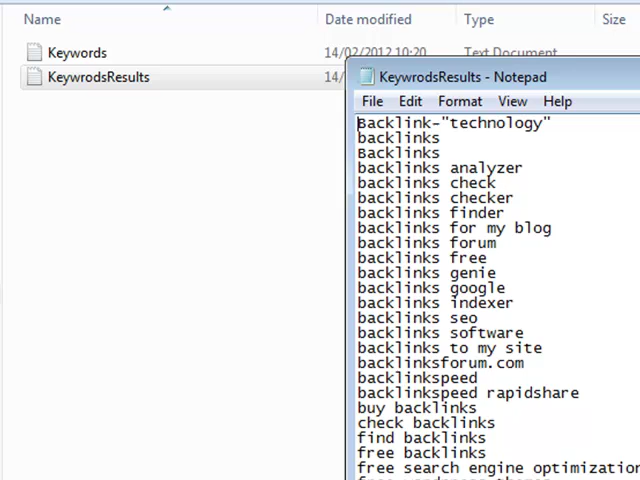 Name Date modified Type Size
Keywords 14/02/2012 10:20 Text Document
KeywrodsResults 14/
KeywrodsResults - Notepad
File Edit Format View Help
Backlink-"technology"
backlinks
Backlinks
backlinks analyzer
backlinks check
backlinks checker
backlinks finder
backlinks for my blog
backlinks forum
backlinks free
backlinks genie
backlinks google
backlinks indexer
backlinks seo
backlinks software
backlinks to my site
backlinksforum.com
backlinkspeed
backlinkspeed rapidshare
buy backlinks
check backlinks
find backlinks
free backlinks
free search engine optimization